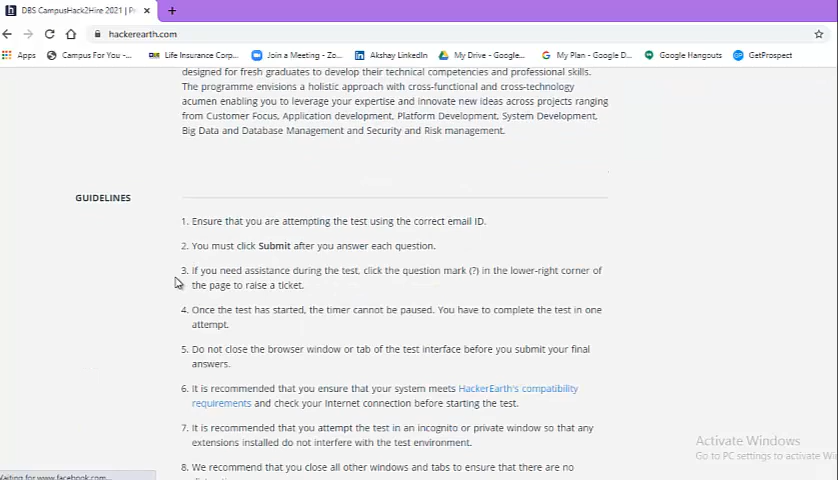 DBS CampusHack2Hire 2021 | Pr
hackerearth.com
Apps Campus For You -... Life Insurance Corp... Join a Meeting - Zo... Akshay LinkedIn My Drive - Google... My Plan - Google D... Google Hangouts GetProspect
designed for fresh graduates to develop their technical competencies and professional skills.
The programme envisions a holistic approach with cross-functional and cross-technology
acumen enabling you to leverage your expertise and innovate new ideas across projects ranging
from Customer Focus, Application development, Platform Development, System Development,
Big Data and Database Management and Security and Risk management.
GUIDELINES
1. Ensure that you are attempting the test using the correct email ID.
2. You must click Submit after you answer each question.
3. If you need assistance during the test, click the question mark (?) in the lower-right corner of
the page to raise a ticket.
4. Once the test has started, the timer cannot be paused. You have to complete the test in one
attempt.
5. Do not close the browser window or tab of the test interface before you submit your final
answers.
6. It is recommended that you ensure that your system meets HackerEarth's compatibility
requirements and check your Internet connection before starting the test.
7. It is recommended that you attempt the test in an incognito or private window so that any
extensions installed do not interfere with the test environment.
8. We recommend that you close all other windows and tabs to ensure that there are no
Activate Windows
Go to PC settings to activate Wi
Waiting for www.facebook.com...